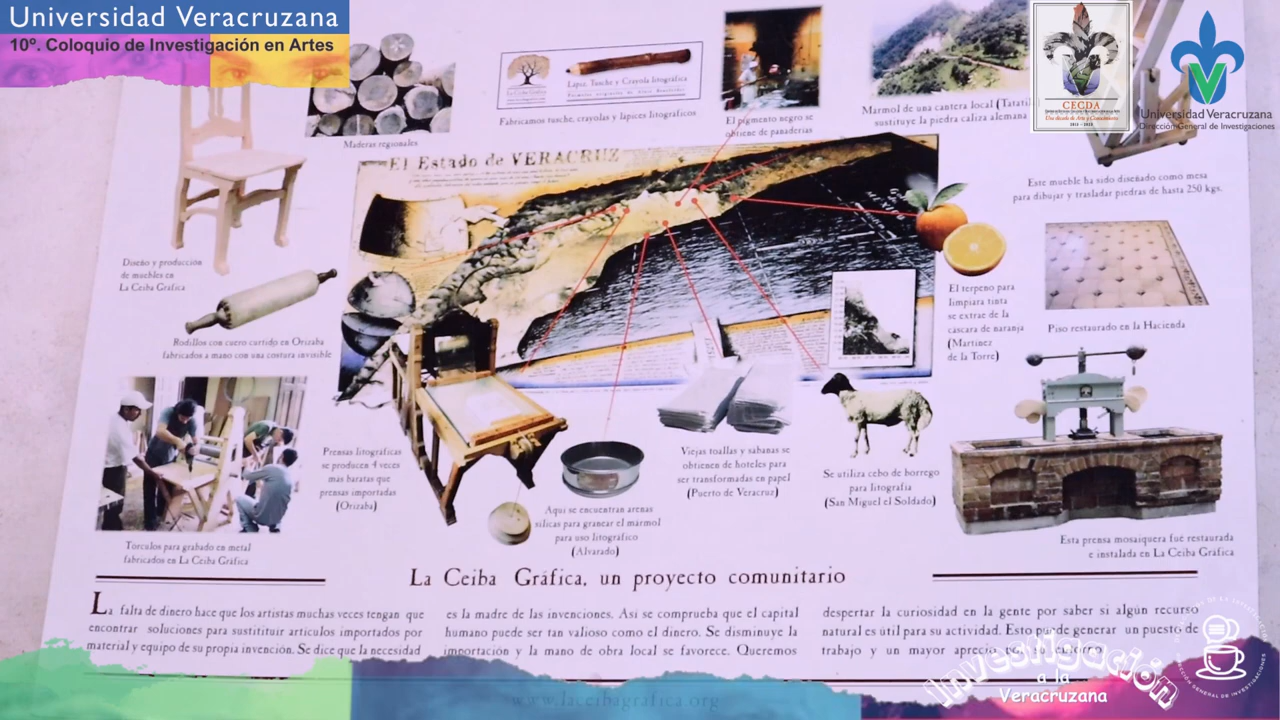 Universidad Veracruzana
10º. Coloquio de Investigación en Artes
CECDA
Universidad Veracruzana
Dirección General de Investigaciones
Maderas regionales
La Ceiba Gráfica
Lápiz, Tusche y Crayola litográfica
Fabricamos tusche, crayolas y lápices litográficos
El pigmento negro se
obtiene de panaderías
Mármol de una cantera local (Tatatila)
sustituye la piedra caliza alemana
Este mueble ha sido diseñado como mesa
para dibujar y trasladar piedras de hasta 250 kgs.
El Estado de VERACRUZ
Diseño y producción
de muebles en
La Ceiba Gráfica
Rodillos con cuero curtido en Orizaba
fabricados a mano con una costura invisible
El terpeno para
limpiar la tinta
se extrae de la
cáscara de naranja
(Martínez
de la Torre)
Piso restaurado en la Hacienda
Prensas litográficas
se producen 4 veces
más baratas que
prensas importadas
(Orizaba)
Aquí se encuentran arenas
sílicas para granear el mármol
para uso litográfico
(Alvarado)
Viejas toallas y sábanas se
obtienen de hoteles para
ser transformadas en papel
(Puerto de Veracruz)
Se utiliza cebo de borrego
para litografía
(San Miguel el Soldado)
Tórculos para grabado en metal
fabricados en La Ceiba Gráfica
Esta prensa mosaiquera fue restaurada
e instalada en La Ceiba Gráfica
La Ceiba Gráfica, un proyecto comunitario
La falta de dinero hace que los artistas muchas veces tengan que
encontrar soluciones para sustitituir artículos importados por
material y equipo de su propia invención. Se dice que la necesidad
es la madre de las invenciones. Así se comprueba que el capital
humano puede ser tan valioso como el dinero. Se disminuye la
importación y la mano de obra local se favorece. Queremos
despertar la curiosidad en la gente por saber si algún recurso
natural es útil para su actividad. Esto puede generar un puesto de
trabajo y un mayor aprecio por su entorno.
www.laceibagrafica.org
Investigación
a la
Veracruzana